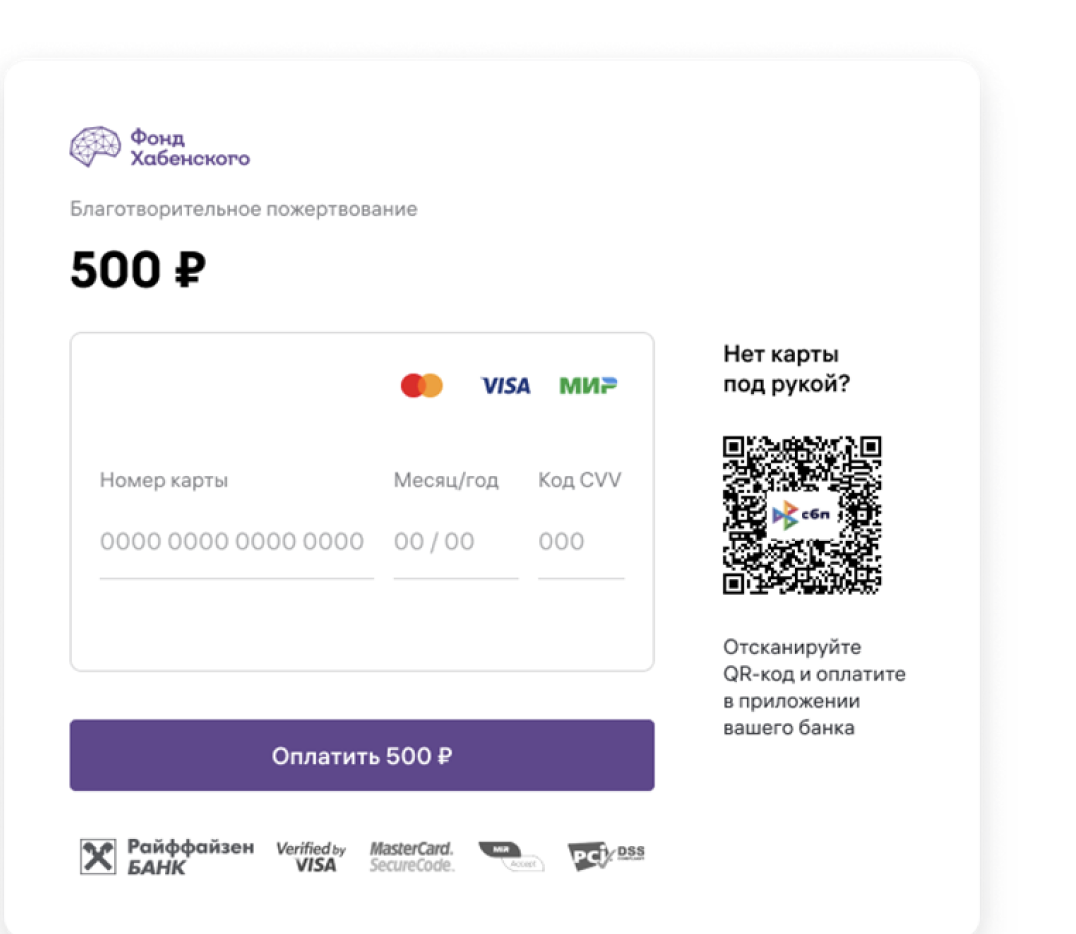 Фонд
Хабенского
Благотворительное пожертвование
500 ₽
VISA
МИР
Номер карты
Месяц/год
Код CVV
0000 0000 0000 0000
00 / 00
000
Оплатить 500 ₽
Нет карты
под рукой?
сбп
Отсканируйте
QR-код и оплатите
в приложении
вашего банка
Райффайзен
БАНК
Verified by
VISA
MasterCard.
SecureCode.
МИР
Accept
PCI DSS
COMPLIANT